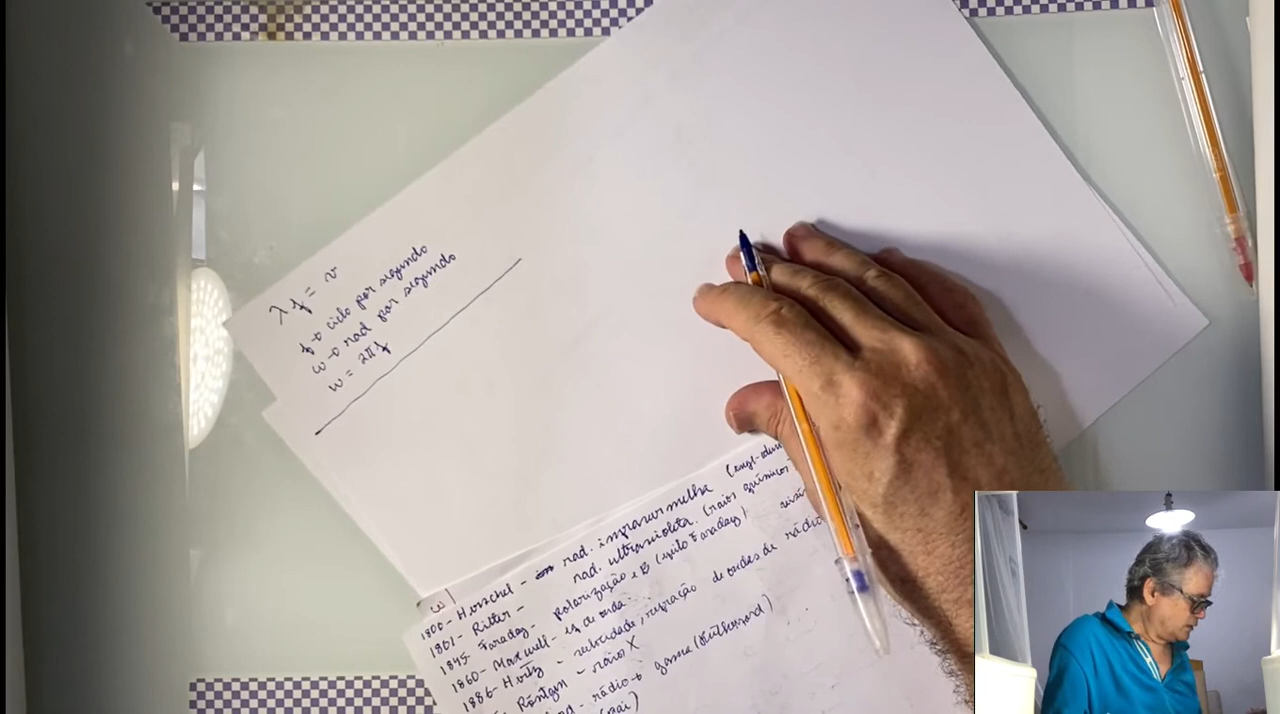 λ f = v
f → ciclo por segundo
ω → rad por segundo
ω = 2πf
ω|
1800 - Herschel - rad. infravermelha
1801 - Ritter - rad. ultravioleta. (raios químicos-
1845 - Faraday - Polarização e B (efeito Faraday)
1860 - Maxwell - eq de onda
1886 - Hertz - velocidade, refração de ondas de rádio
Röntgen - raios X
rádio → gama (Rutherford)